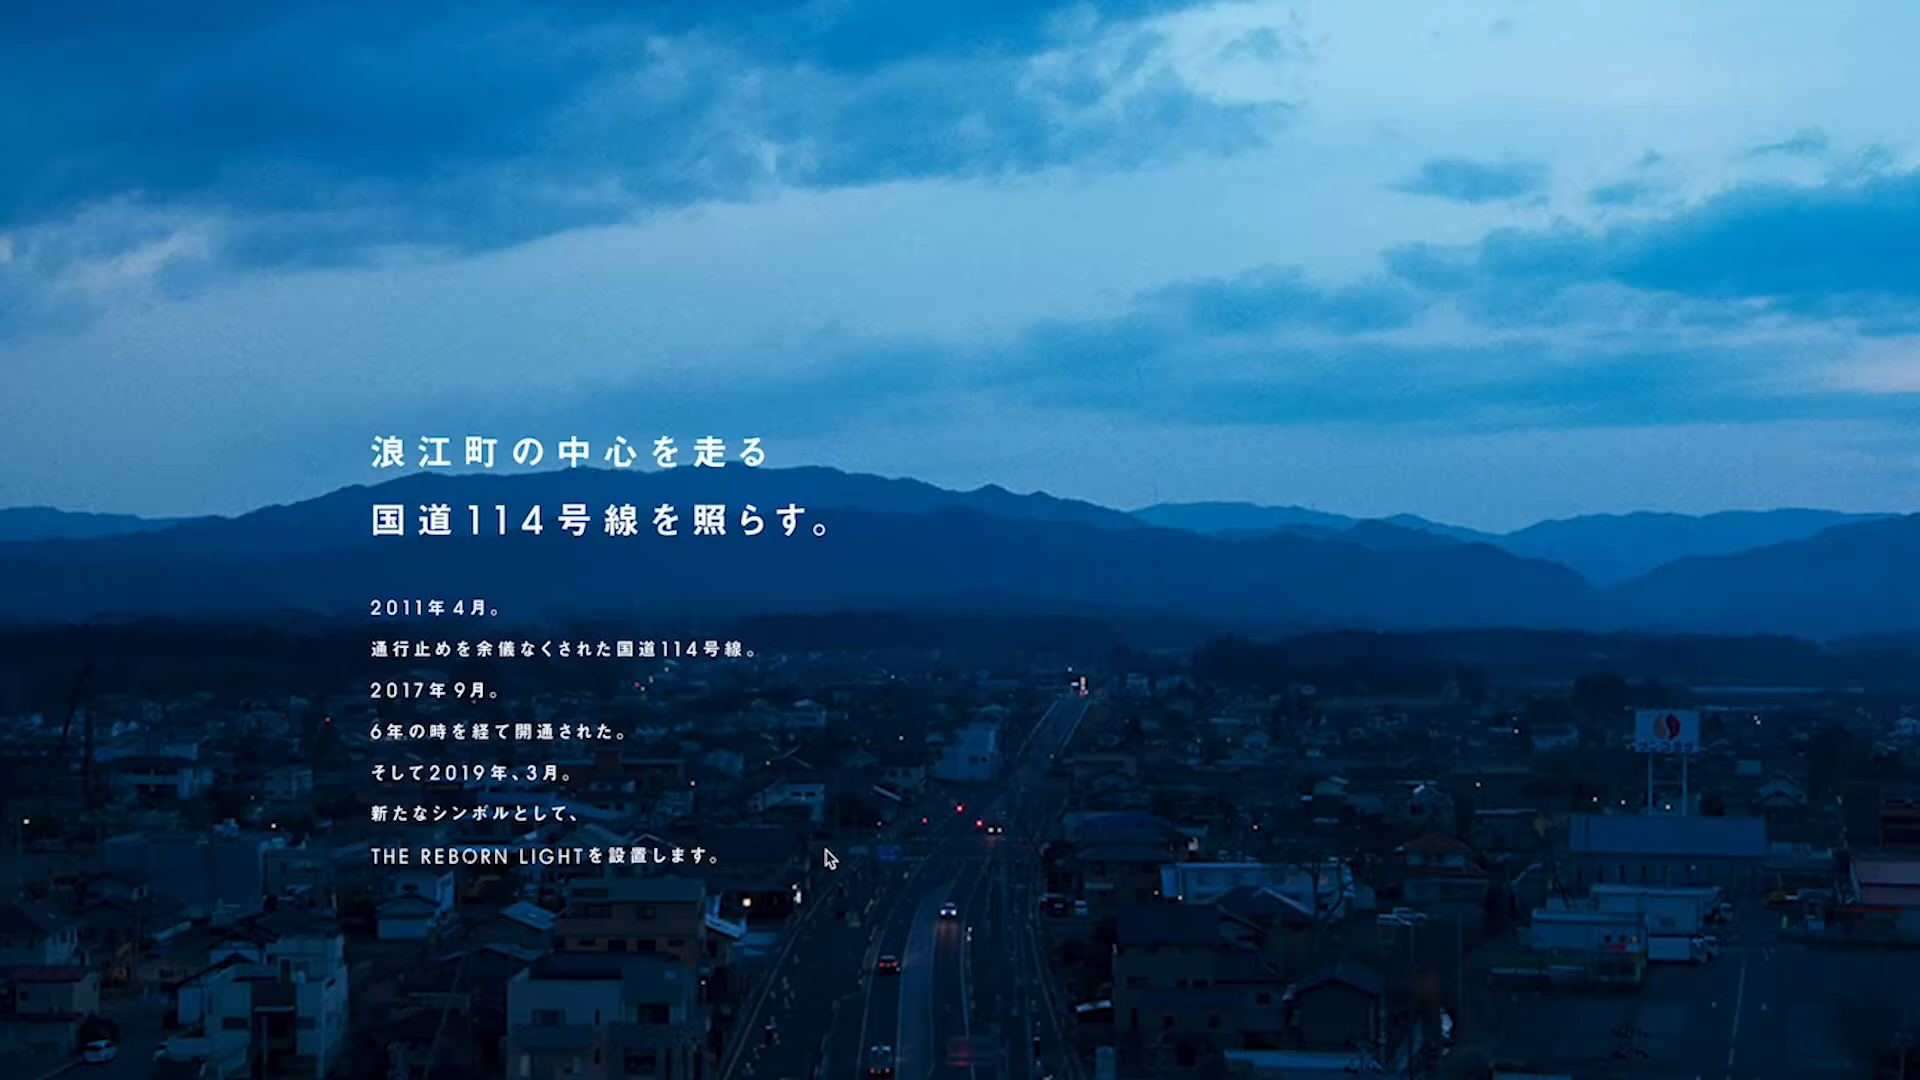 浪江町の中心を走る
国道114号線を照らす。
2011年4月。
通行止めを余儀なくされた国道114号線。
2017年9月。
6年の時を経て開通された。
そして2019年、3月。
新たなシンボルとして、
THE REBORN LIGHTを設置します。